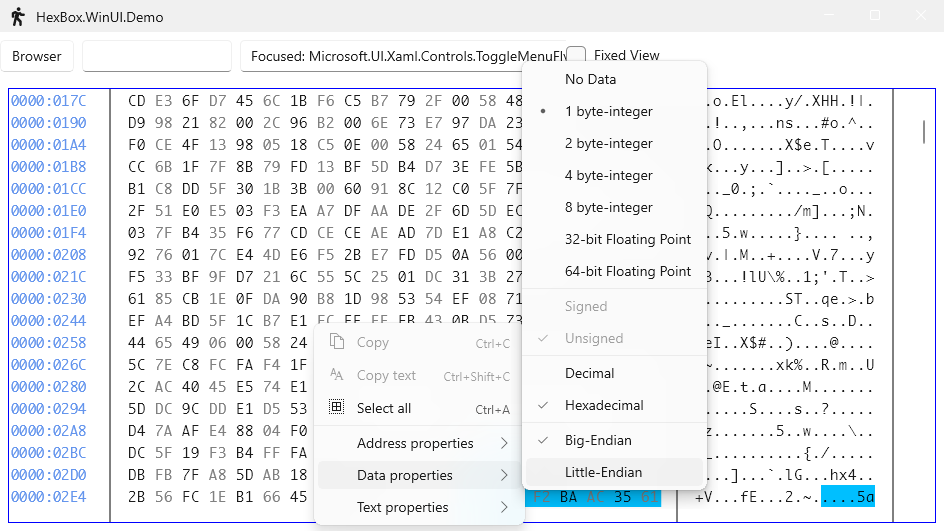 HexBox.WinUI.Demo
Browser
Focused: Microsoft.UI.Xaml.Controls.ToggleMenuFly
Fixed View
0000:017C CD E3 6F D7 45 6C 1B F6 C5 B7 79 2F 00 58 48 .o.El....y/.XHH.!|.
0000:0190 D9 98 21 82 00 2C 96 B2 00 6E 73 E7 97 DA 23 .!..,...ns...#o.^..
0000:01A4 F0 CE 4F 13 98 05 18 C5 0E 00 58 24 65 01 54 .O.......X$e.T....v
0000:01B8 CC 6B 1F 7F 8B 79 FD 13 BF 5D B4 D7 3E FE 5B k...y...]..>.[.....
0000:01CC B1 C8 DD 5F 30 1B 3B 00 60 91 8C 12 C0 5F 7F .._0.;.`...._..o...
0000:01E0 2F 51 E0 E5 03 F3 EA A7 DF AA DE 2F 6D 5D EC Q........./m]...;N.
0000:01F4 03 7F B4 35 F6 77 CD CE CE AE AD 7D E1 A8 C2 ..5.w.....}.... ..,
0000:0208 92 76 01 7C E4 4D E6 F5 2B E7 FD D5 0A 56 00 v.|.M..+....V.7...y
0000:021C F5 33 BF 9F D7 21 6C 55 5C 25 01 DC 31 3B 27 3...!lU\%..1;'.T..>
0000:0230 61 85 CB 1E 0F DA 90 B8 1D 98 53 54 EF 08 71 .........ST..qe.>.b
0000:0244 EF A4 BD 5F 1C B7 E1 .._.......C..s..D..
0000:0258 44 65 49 06 00 58 24 eI..X$#..)....@....
0000:026C 5C 7E C8 FC FA F4 1F .........xk%..R.m..U
0000:0280 2C AC 40 45 E5 74 E1 .@E.t.a....M.......
0000:0294 5D DC 9C DD E1 D5 53 ......S....s..?.....
0000:02A8 D4 7A AF E4 88 04 F0 z.......5..w....\..
0000:02BC DC 5F 19 F3 B4 FF FA ............{./.....
0000:02D0 DB FB 7F A8 5D AB 18 ...]...`.lG...hx4..
0000:02E4 2B 56 FC 1E B1 66 45 F2 BA AC 35 61 +V...fE...2.~.....5a
Copy Ctrl+C
Copy text Ctrl+Shift+C
Select all Ctrl+A
Address properties
Data properties
Text properties
No Data
1 byte-integer
2 byte-integer
4 byte-integer
8 byte-integer
32-bit Floating Point
64-bit Floating Point
Signed
Unsigned
Decimal
Hexadecimal
Big-Endian
Little-Endian